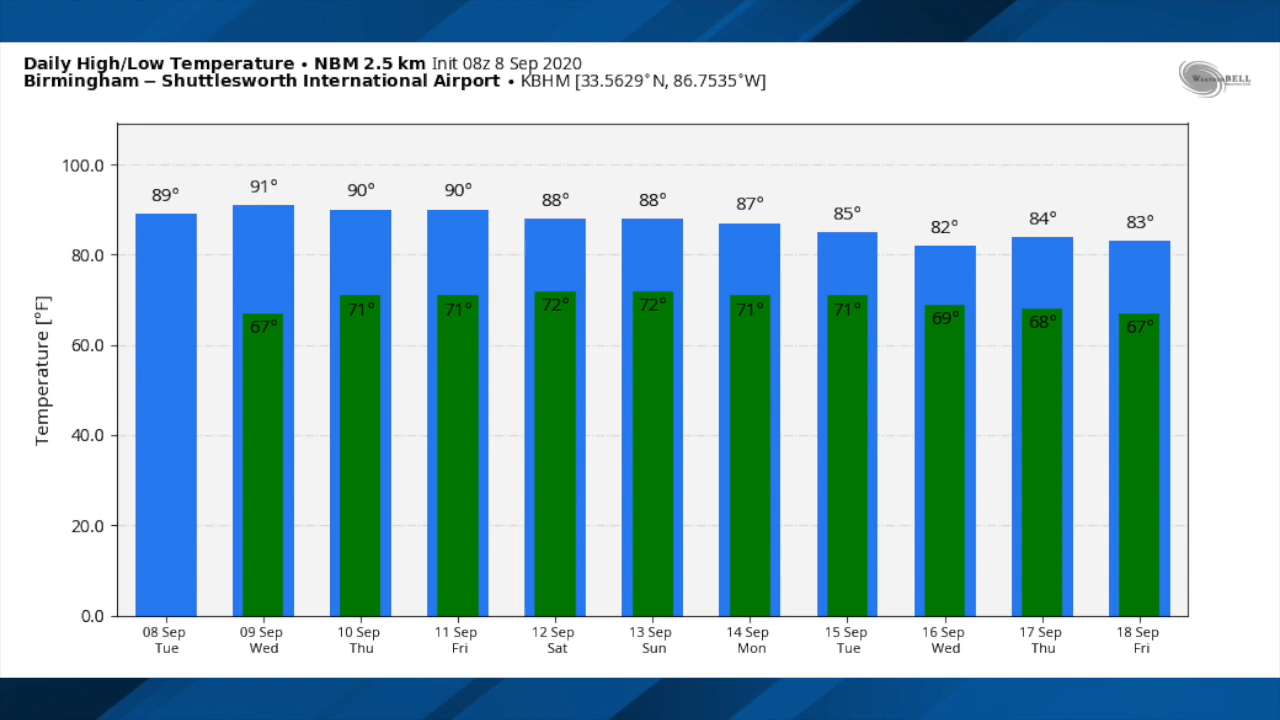 Daily High/Low Temperature • NBM 2.5 km Init 08z 8 Sep 2020
Birmingham – Shuttlesworth International Airport • KBHM [33.5629°N, 86.7535°W]
WeatherBELL
Temperature [°F]
100.0
80.0
60.0
40.0
20.0
0.0
89° 91° 90° 90° 88° 88° 87° 85° 82° 84° 83°
67° 71° 71° 72° 72° 71° 71° 69° 68° 67°
08 Sep 09 Sep 10 Sep 11 Sep 12 Sep 13 Sep 14 Sep 15 Sep 16 Sep 17 Sep 18 Sep
Tue Wed Thu Fri Sat Sun Mon Tue Wed Thu Fri